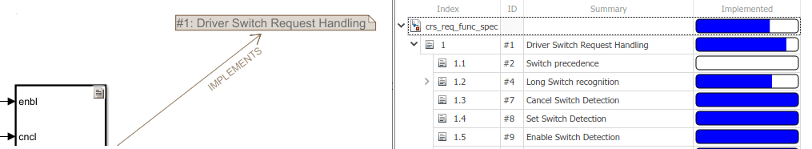 #1: Driver Switch Request Handling
IMPLEMENTS
enbl
cncl
Index ID Summary Implemented
crs_req_func_spec
1 #1 Driver Switch Request Handling
1.1 #2 Switch precedence
1.2 #4 Long Switch recognition
1.3 #7 Cancel Switch Detection
1.4 #8 Set Switch Detection
1.5 #9 Enable Switch Detection